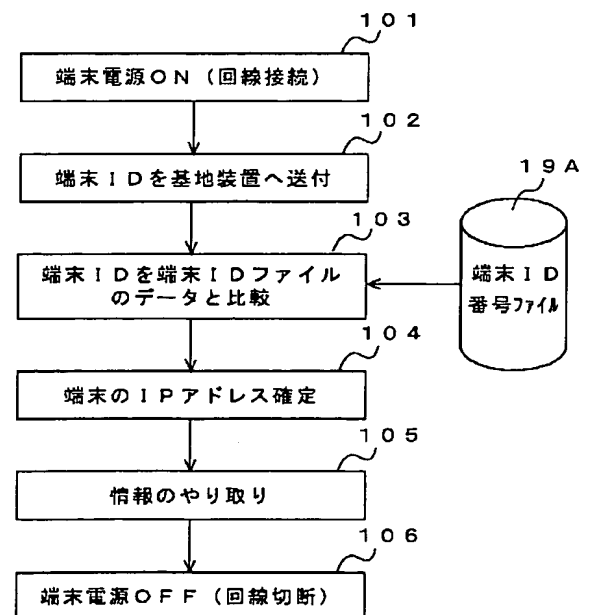 101
端末電源ON(回線接続)
102
端末IDを基地装置へ送付
103
端末IDを端末IDファイル
のデータと比較
19A
端末ID
番号ファイル
104
端末のIPアドレス確定
105
情報のやり取り
106
端末電源OFF(回線切断)